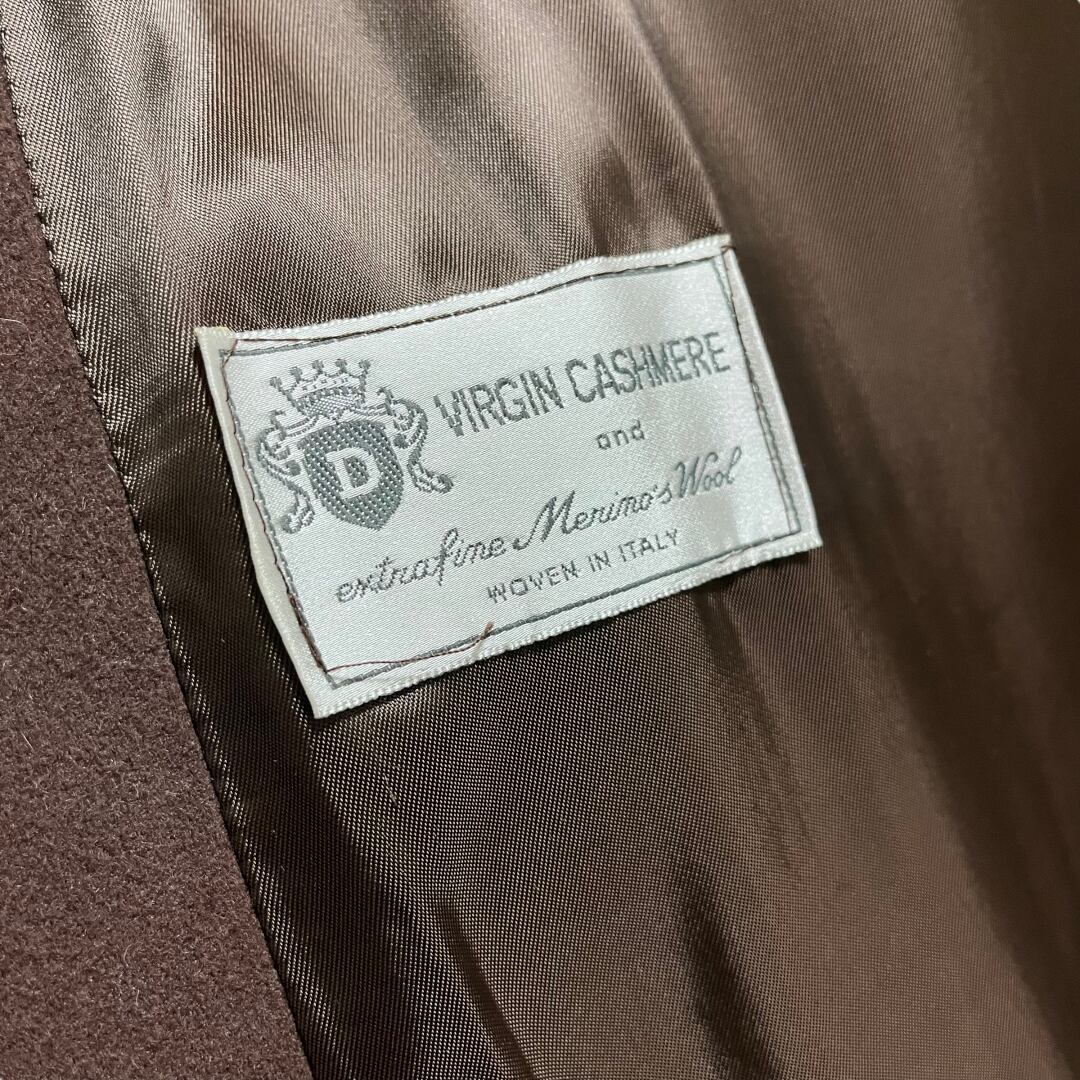 D
VIRGIN CASHMERE
and
extrafine Merino's Wool
WOVEN IN ITALY